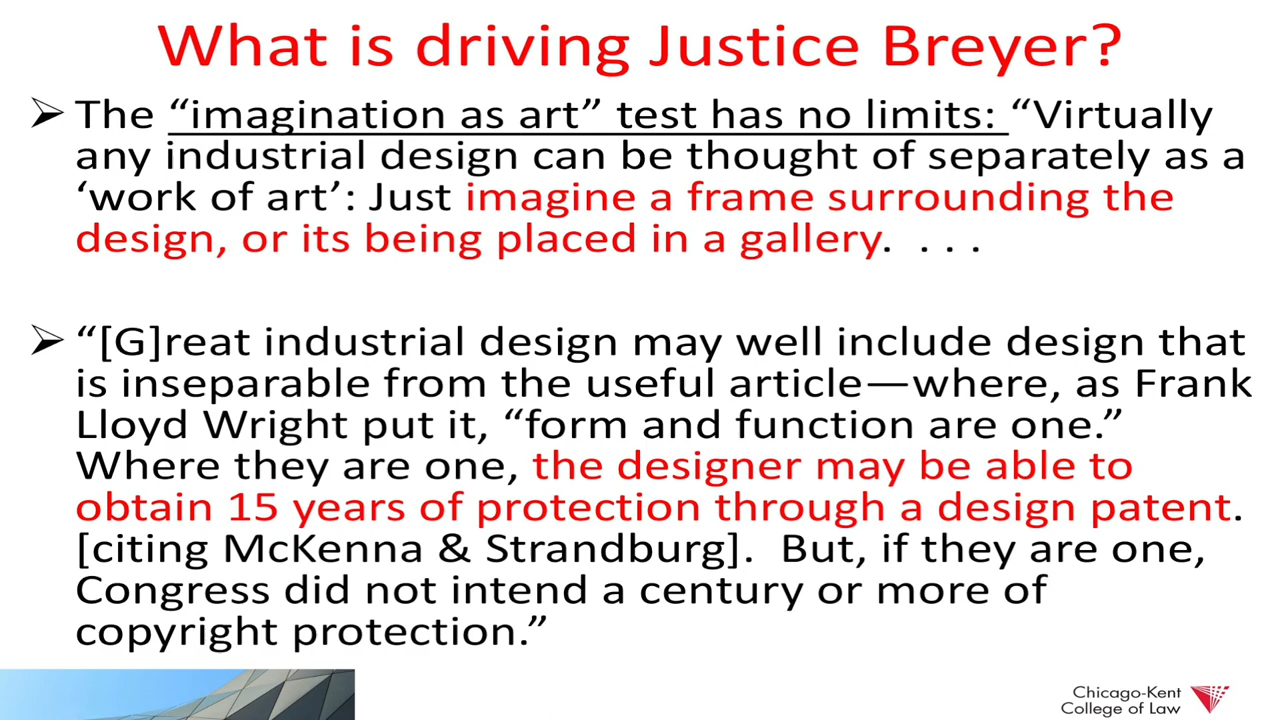 What is driving Justice Breyer?
➢ The “imagination as art” test has no limits: “Virtually
any industrial design can be thought of separately as a
‘work of art’: Just imagine a frame surrounding the
design, or its being placed in a gallery. . . .
➢ “[G]reat industrial design may well include design that
is inseparable from the useful article—where, as Frank
Lloyd Wright put it, “form and function are one.”
Where they are one, the designer may be able to
obtain 15 years of protection through a design patent.
[citing McKenna & Strandburg]. But, if they are one,
Congress did not intend a century or more of
copyright protection.”
Chicago-Kent
College of Law